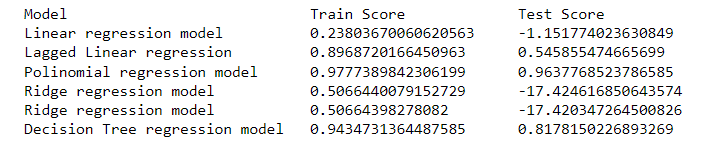 Model Train Score Test Score
Linear regression model 0.23803670060620563 -1.151774023630849
Lagged Linear regression 0.8968720166450963 0.545855474665699
Polinomial regression model 0.9777389842306199 0.9637768523786585
Ridge regression model 0.5066440079152729 -17.424616850643574
Ridge regression model 0.50664398278082 -17.420347264500826
Decision Tree regression model 0.9434731364487585 0.8178150226893269